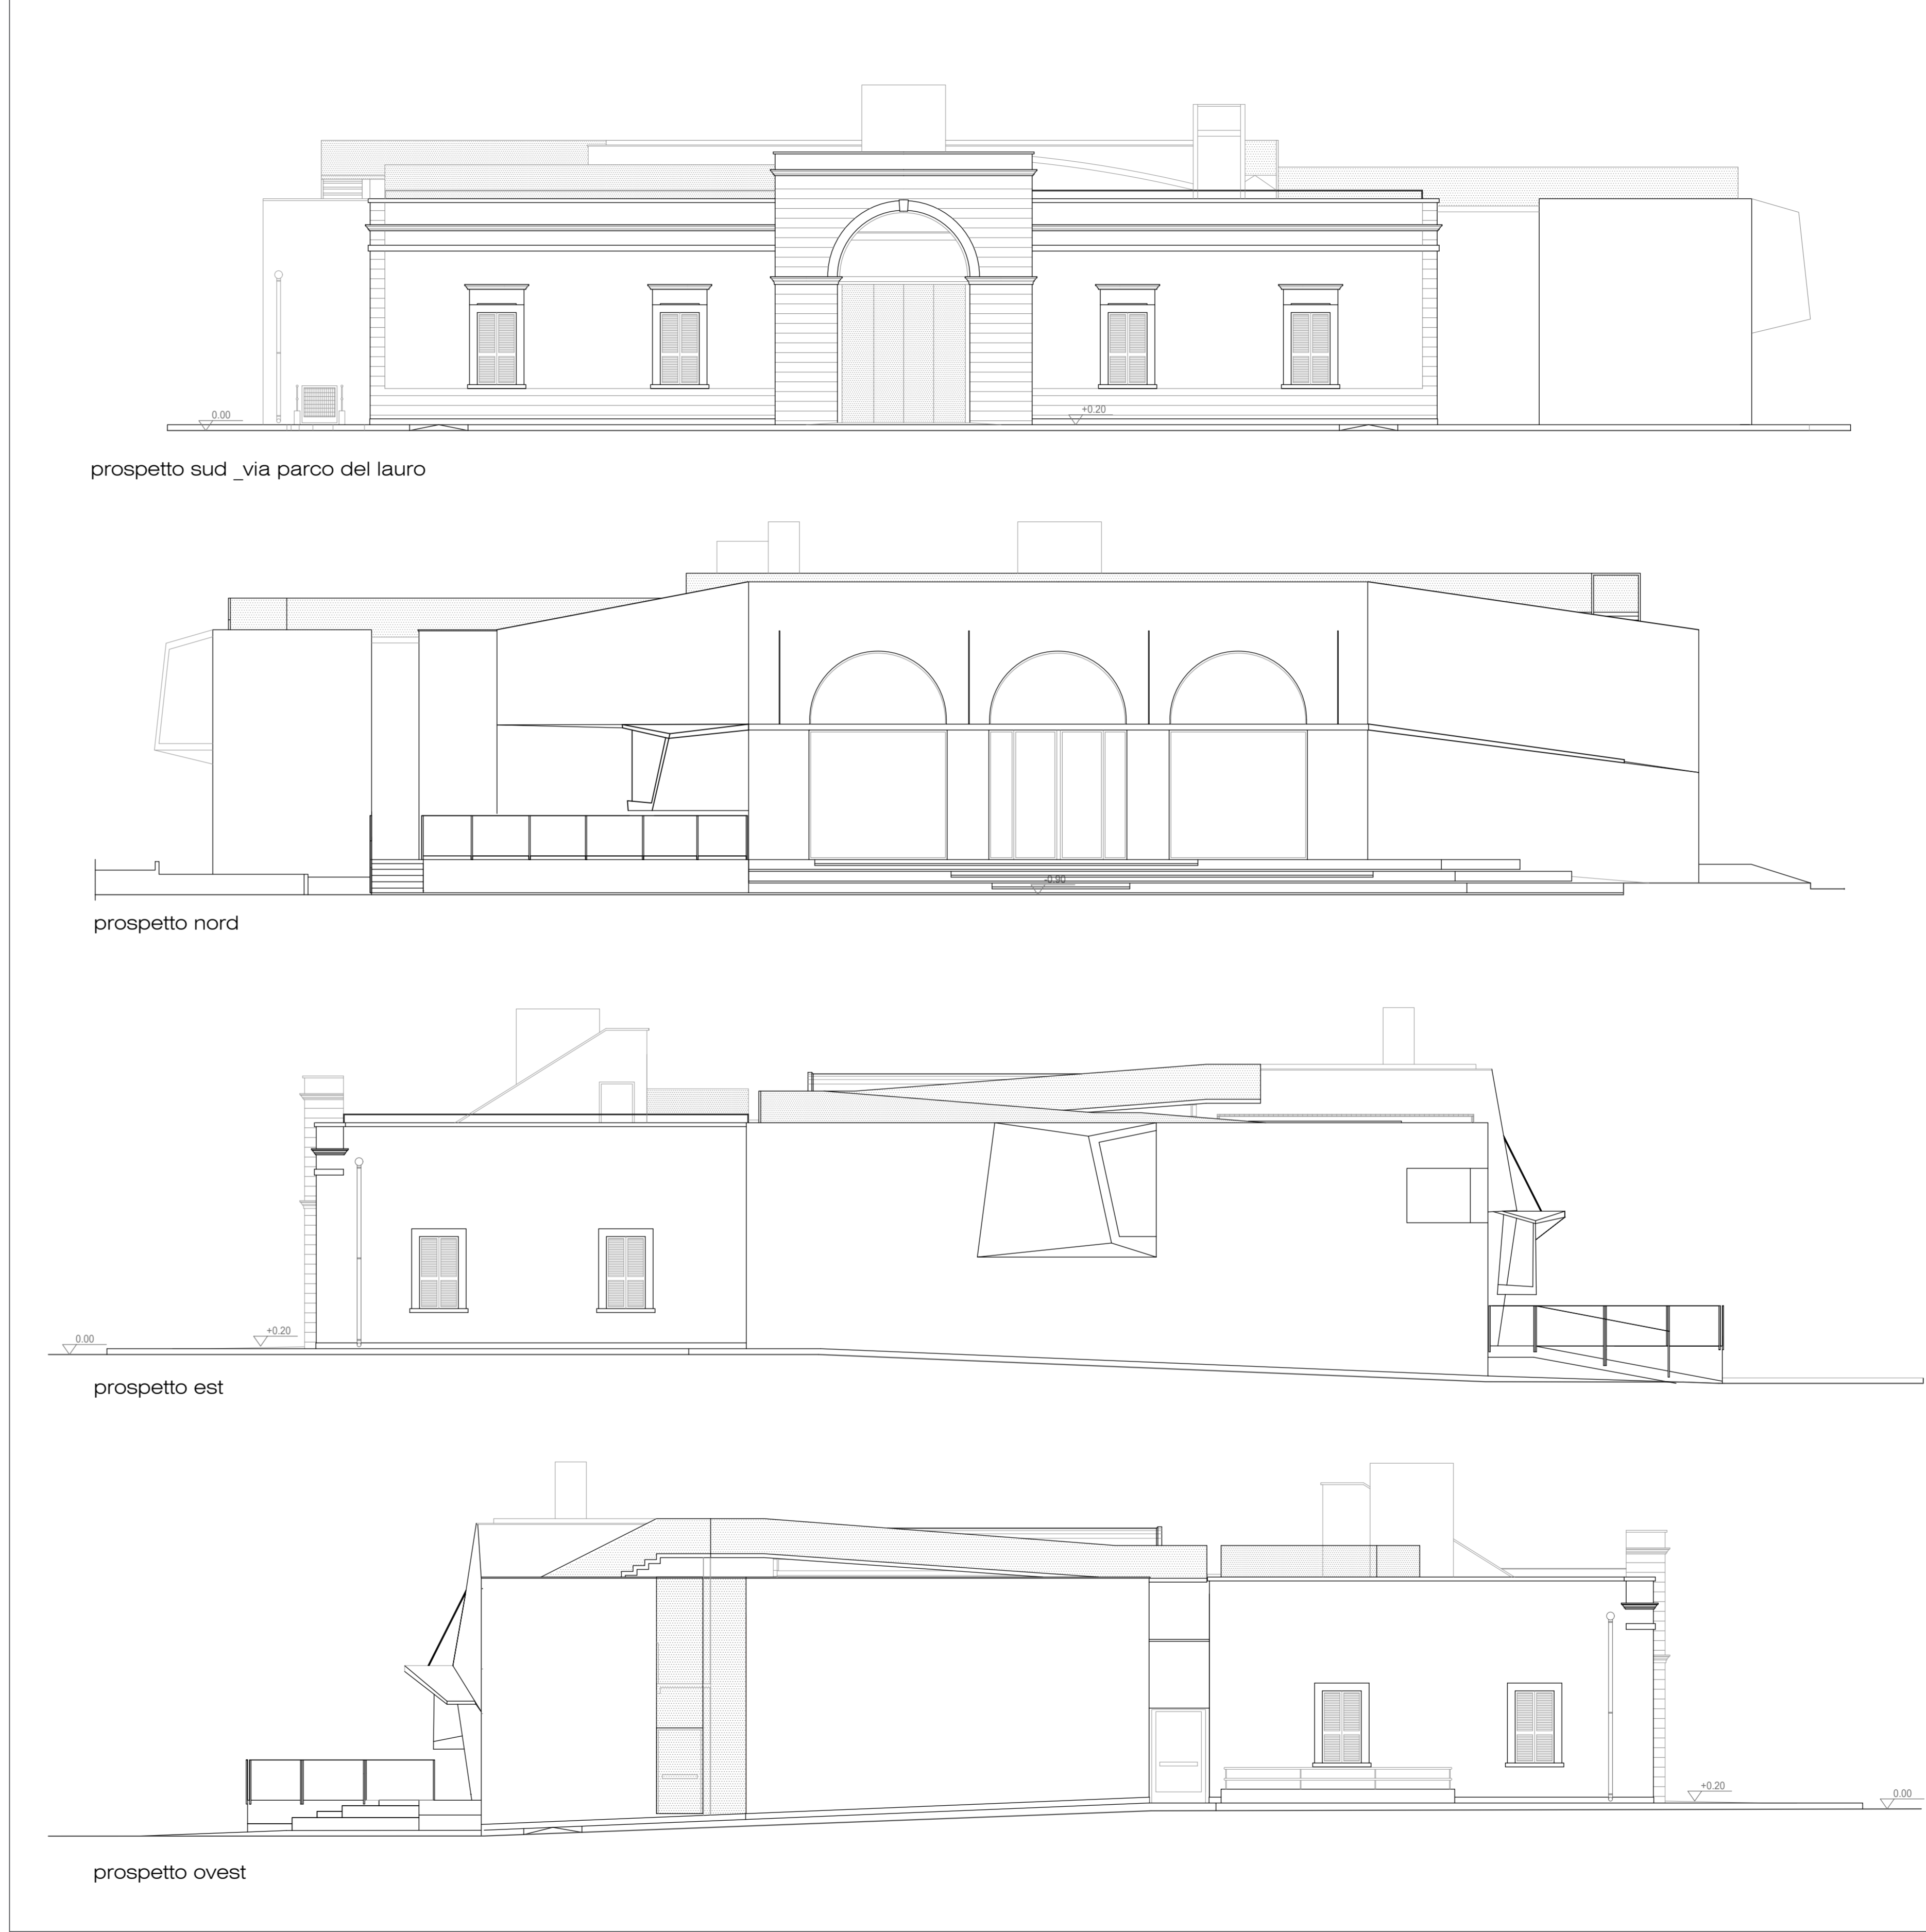 0.00
+0.20
prospetto sud _via parco del lauro
-0.90
prospetto nord
0.00
+0.20
prospetto est
+0.20
0.00
prospetto ovest